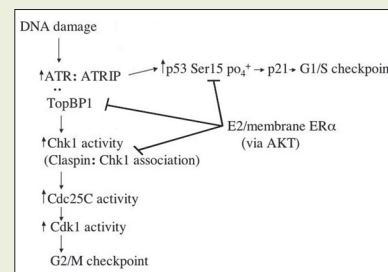 DNA damage
↑ATR: ATRIP → ↑p53 Ser15 po₄⁺ → p21→ G1/S checkpoin
TopBP1
E2/membrane ERα
(via AKT)
↑Chk1 activity
(Claspin: Chk1 association)
↑Cdc25C activity
↑ Cdk1 activity
G2/M checkpoint